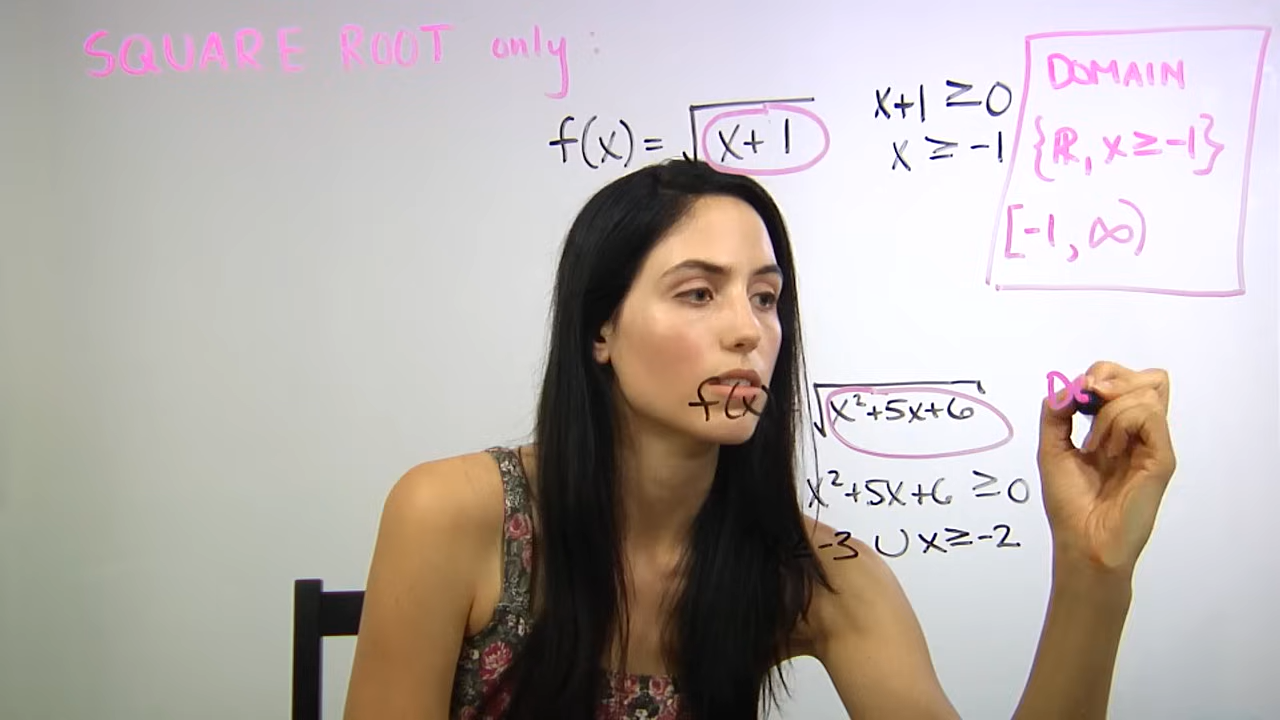 SQUARE ROOT only:
f(x) = √x+1
x+1 ≥0
x ≥ -1
DOMAIN
{ℝ, x≥-1}
[-1, ∞)
f(x) = √x²+5x+6
x²+5x+6 ≥0
-3 ∪ x≥-2